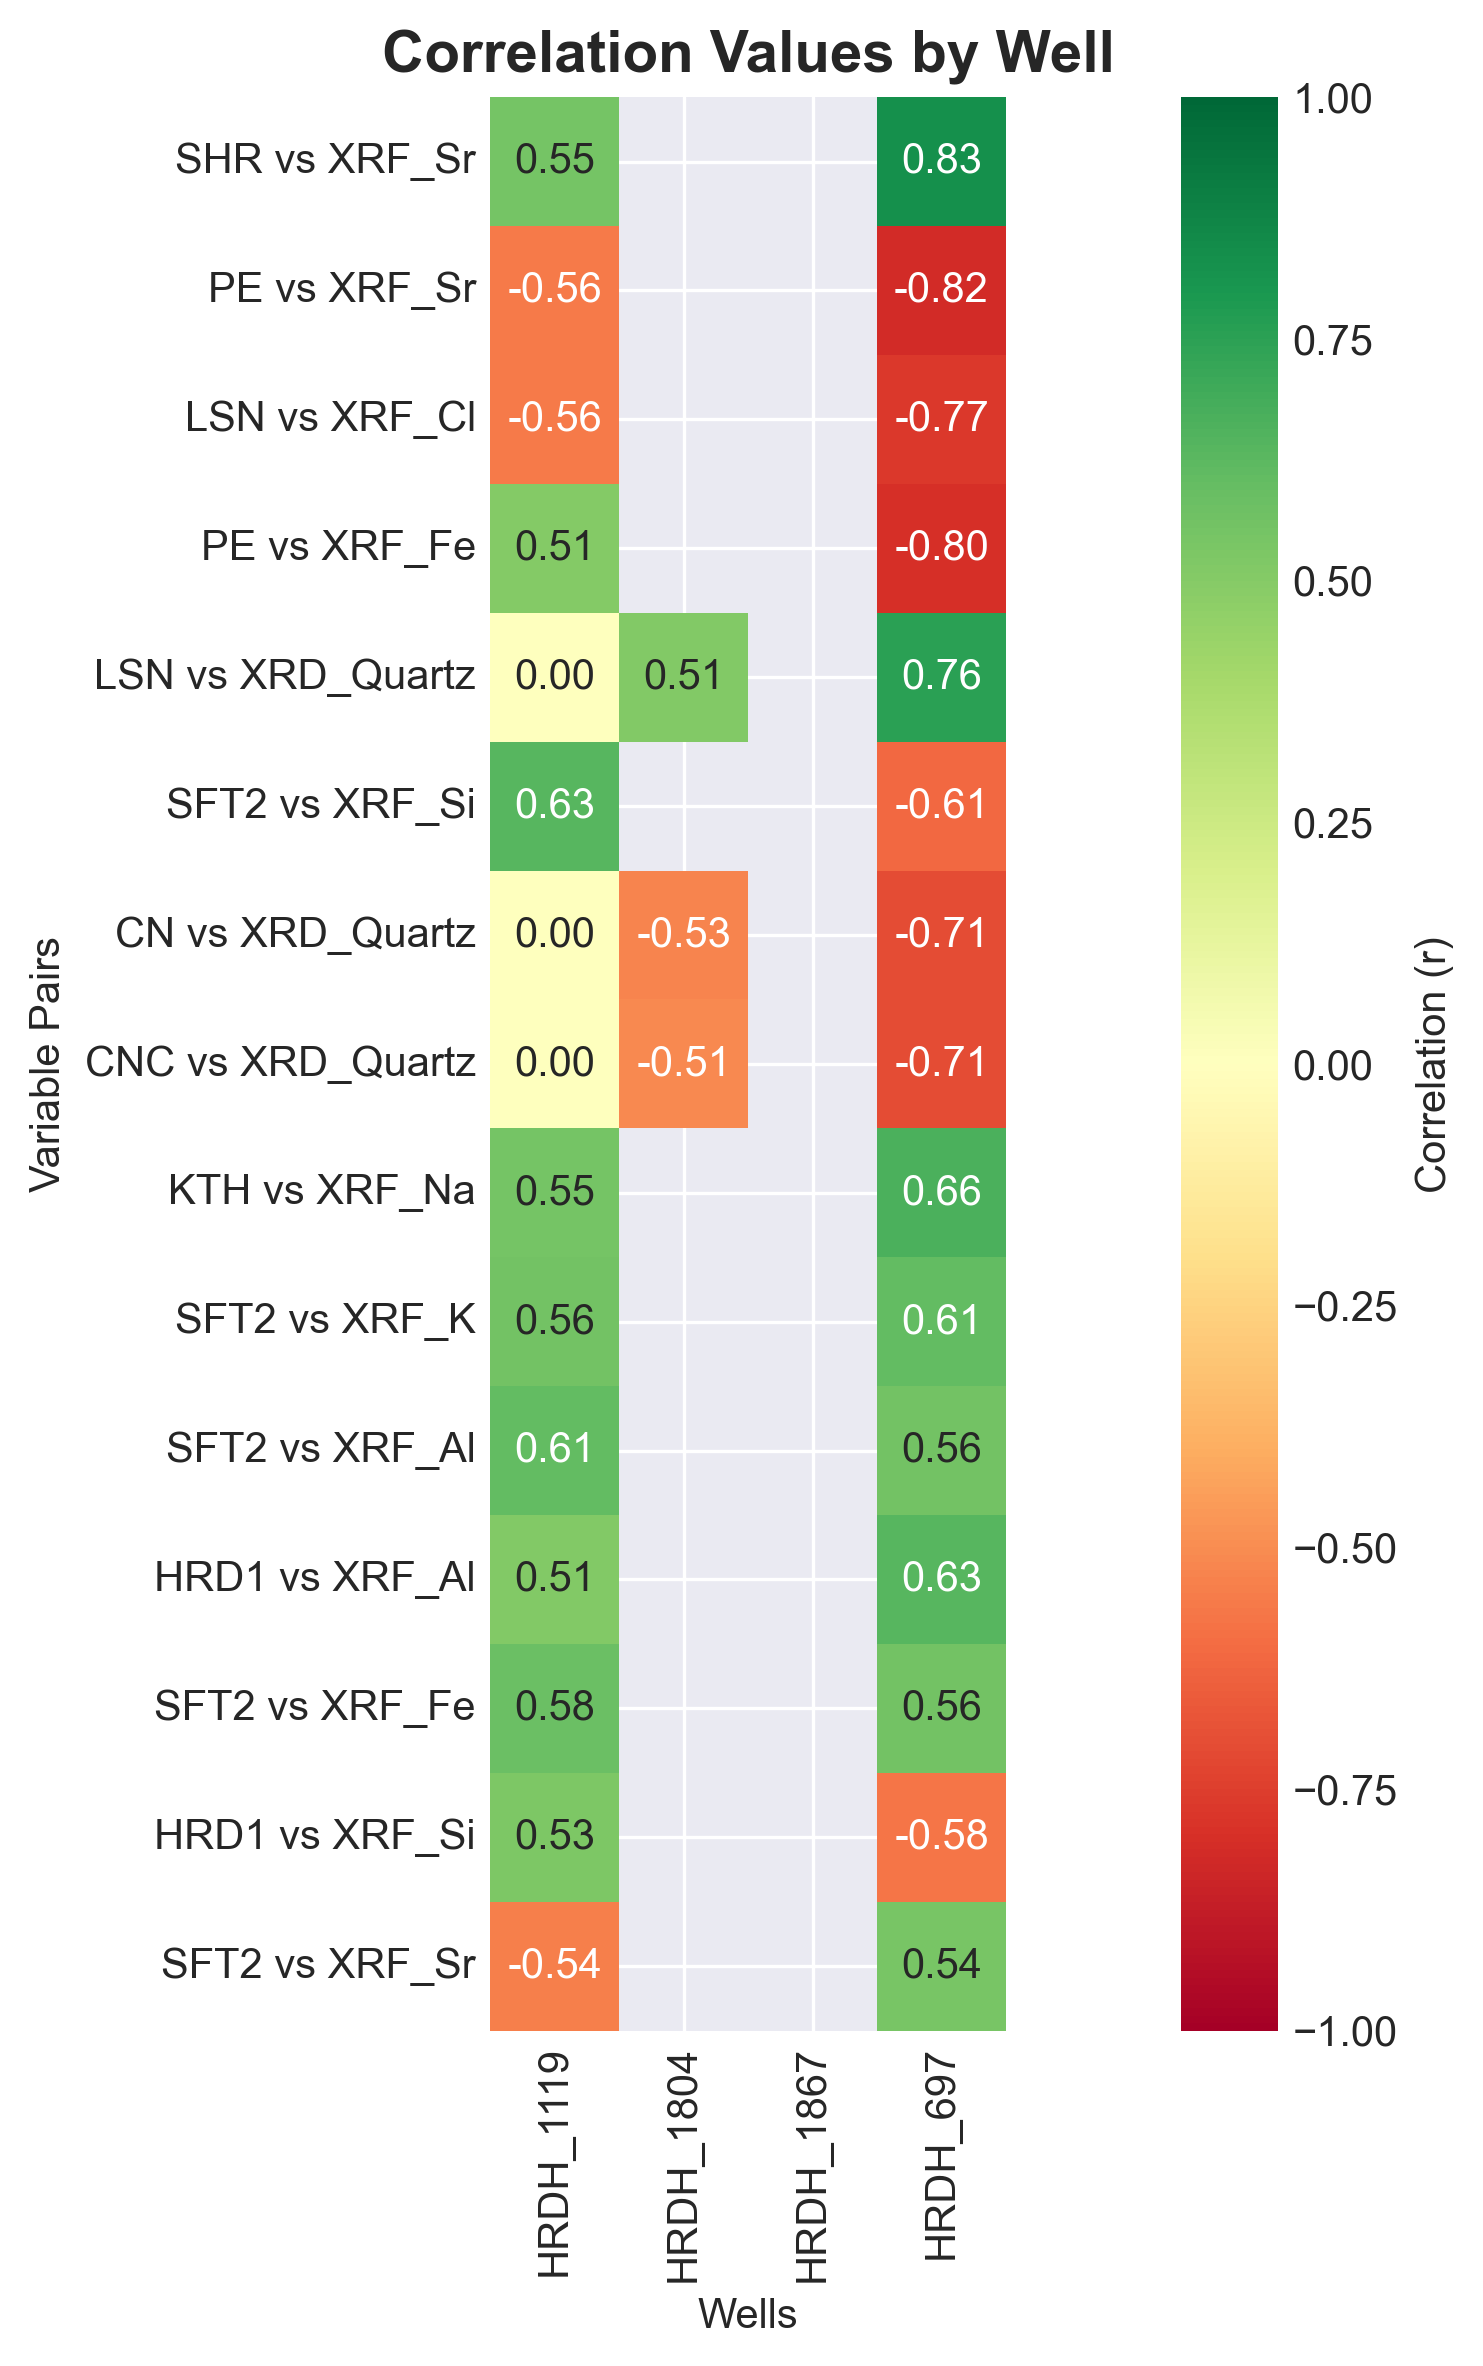 Correlation Values by Well
SHR vs XRF_Sr 0.55 0.83
PE vs XRF_Sr -0.56 -0.82
LSN vs XRF_Cl -0.56 -0.77
PE vs XRF_Fe 0.51 -0.80
LSN vs XRD_Quartz 0.00 0.51 0.76
SFT2 vs XRF_Si 0.63 -0.61
CN vs XRD_Quartz 0.00 -0.53 -0.71
CNC vs XRD_Quartz 0.00 -0.51 -0.71
KTH vs XRF_Na 0.55 0.66
SFT2 vs XRF_K 0.56 0.61
SFT2 vs XRF_Al 0.61 0.56
HRD1 vs XRF_Al 0.51 0.63
SFT2 vs XRF_Fe 0.58 0.56
HRD1 vs XRF_Si 0.53 -0.58
SFT2 vs XRF_Sr -0.54 0.54
Variable Pairs
HRDH_1119
HRDH_1804
HRDH_1867
HRDH_697
Wells
1.00
0.75
0.50
0.25
0.00
−0.25
−0.50
−0.75
−1.00
Correlation (r)